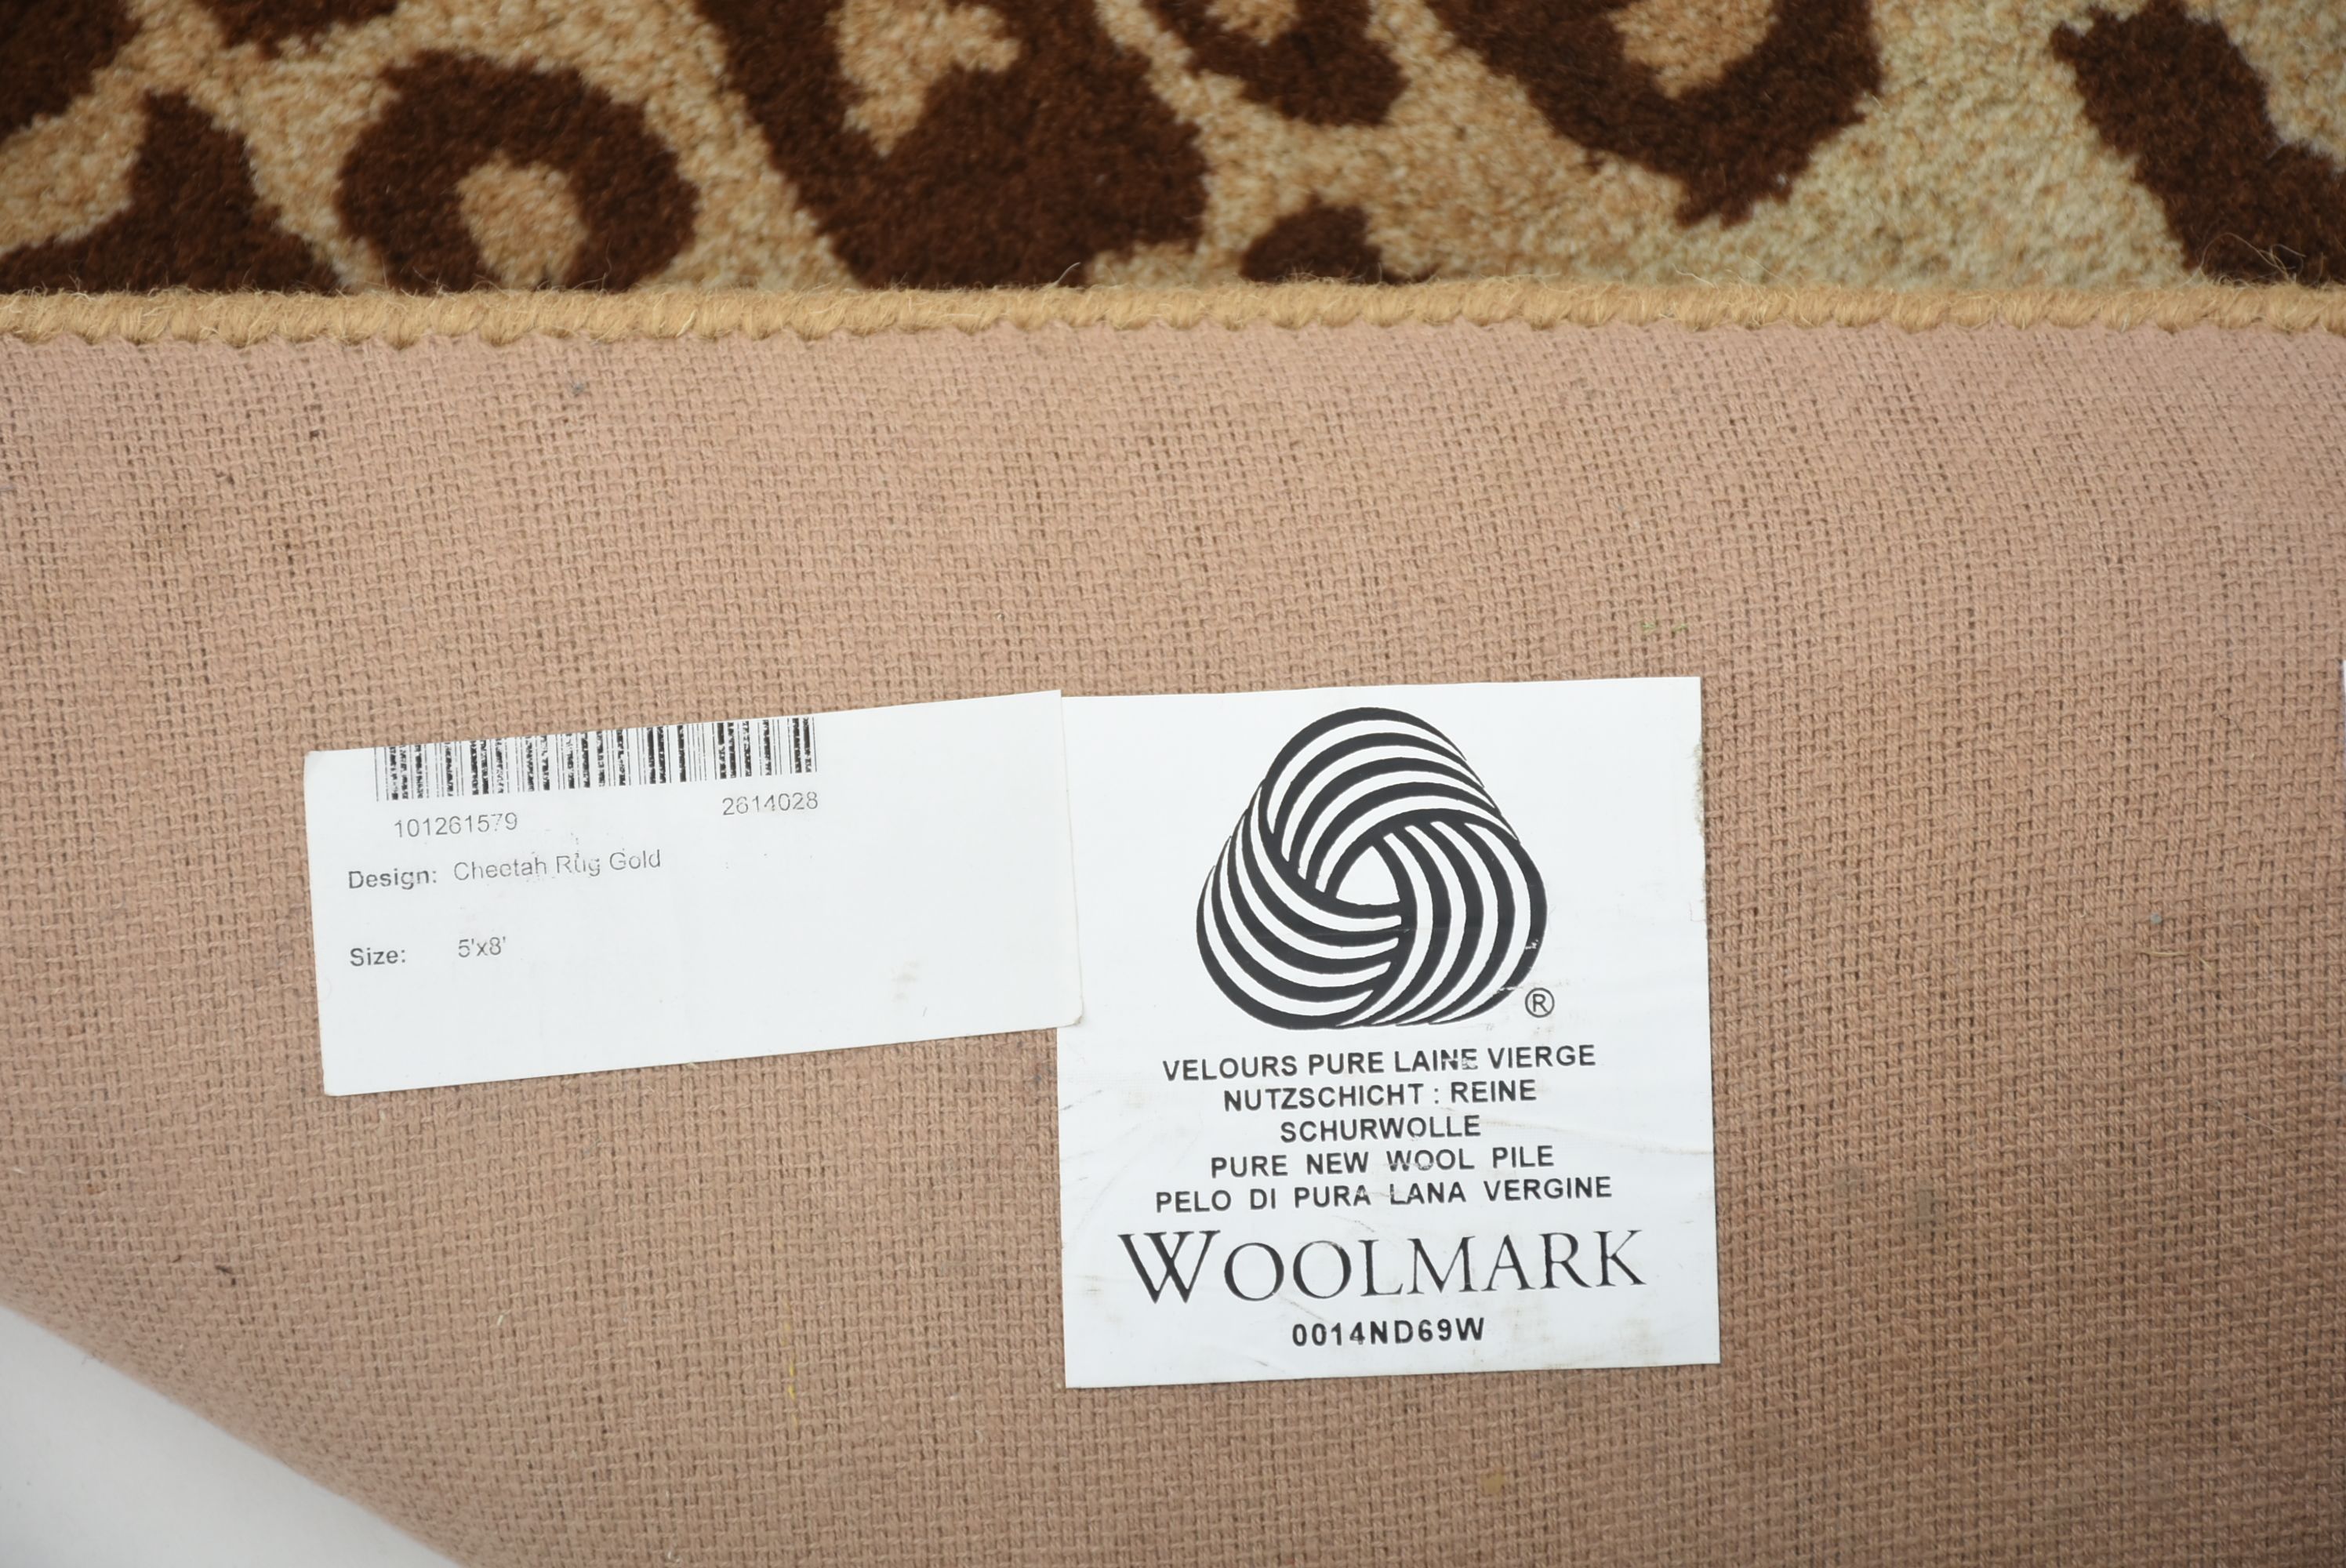 101261579 2614028
Design: Cheetah Rug Gold
Size: 5'x8'
®
VELOURS PURE LAINE VIERGE
NUTZSCHICHT : REINE
SCHURWOLLE
PURE NEW WOOL PILE
PELO DI PURA LANA VERGINE
WOOLMARK
0014ND69W